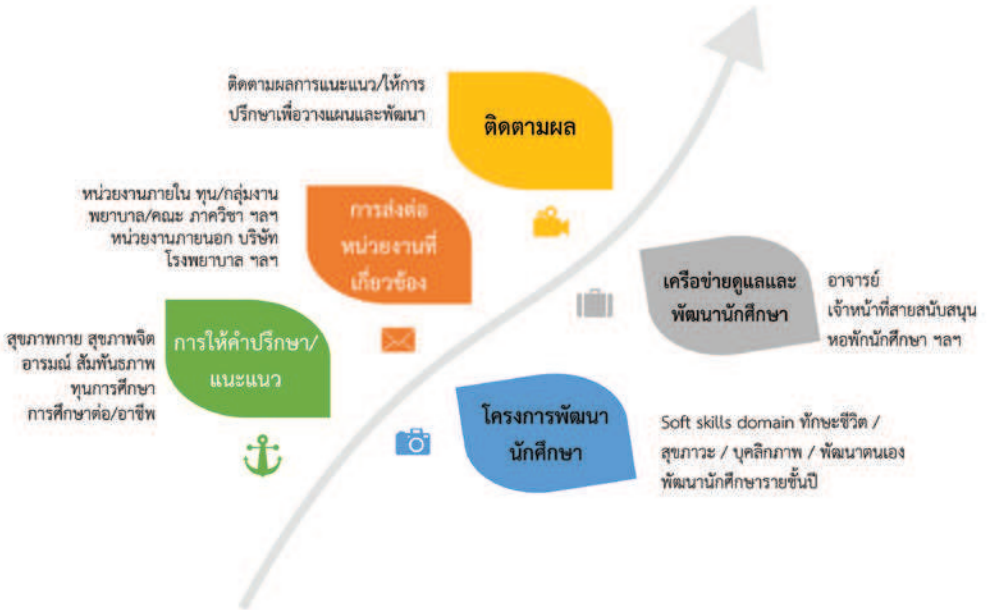 ติดตามผลการแนะแนว/ให้การ
ปรึกษาเพื่อวางแผนและพัฒนา
ติดตามผล
หน่วยงานภายใน ทุน/กลุ่มงาน
พยาบาล/คณะ ภาควิชา ฯลฯ
หน่วยงานภายนอก บริษัท
โรงพยาบาล ฯลฯ
การส่งต่อ
หน่วยงานที่
เกี่ยวข้อง
เครือข่ายดูแลและ
พัฒนานักศึกษา
อาจารย์
เจ้าหน้าที่สายสนับสนุน
หอพักนักศึกษา ฯลฯ
สุขภาพกาย สุขภาพจิต
อารมณ์ สัมพันธภาพ
ทุนการศึกษา
การศึกษาต่อ/อาชีพ
การให้คำปรึกษา/
แนะแนว
โครงการพัฒนา
นักศึกษา
Soft skills domain ทักษะชีวิต /
สุขภาวะ / บุคลิกภาพ / พัฒนาตนเอง
พัฒนานักศึกษารายชั้นปี